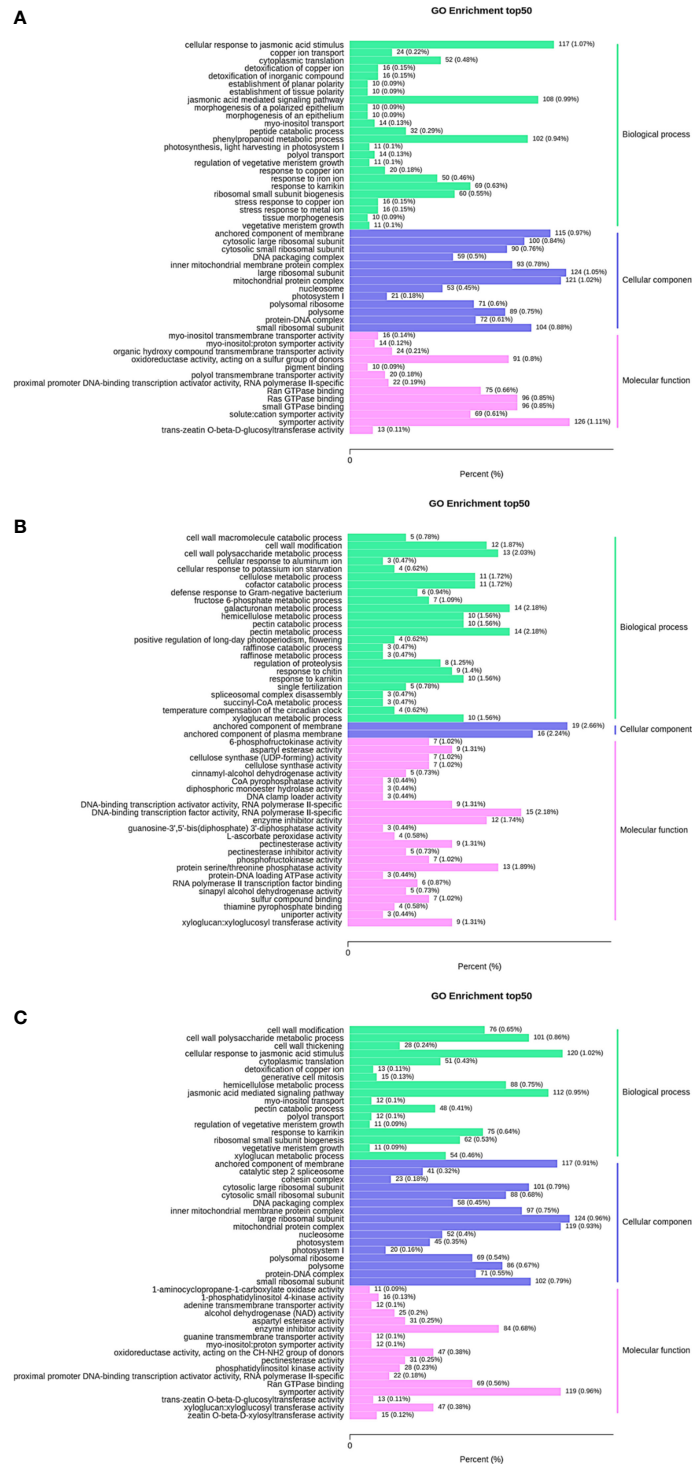 A
GO Enrichment top50
cellular response to jasmonic acid stimulus 117 (1.07%)
copper ion transport 24 (0.22%)
cytoplasmic translation 52 (0.48%)
detoxification of copper ion 16 (0.15%)
detoxification of inorganic compound 16 (0.15%)
establishment of planar polarity 10 (0.09%)
establishment of tissue polarity 10 (0.09%)
jasmonic acid mediated signaling pathway 108 (0.99%)
morphogenesis of a polarized epithelium 10 (0.09%)
morphogenesis of an epithelium 10 (0.09%)
myo-inositol transport 14 (0.13%)
peptide catabolic process 32 (0.29%)
phenylpropanoid metabolic process 102 (0.94%)
photosynthesis, light harvesting in photosystem I 11 (0.1%)
polyol transport 14 (0.13%)
regulation of vegetative meristem growth 11 (0.1%)
response to copper ion 20 (0.18%)
response to iron ion 50 (0.46%)
response to karrikin 69 (0.63%)
ribosomal small subunit biogenesis 60 (0.55%)
stress response to copper ion 16 (0.15%)
stress response to metal ion 16 (0.15%)
tissue morphogenesis 10 (0.09%)
vegetative meristem growth 11 (0.1%)
Biological process
anchored component of membrane 115 (0.97%)
cytosolic large ribosomal subunit 100 (0.84%)
cytosolic small ribosomal subunit 90 (0.76%)
DNA packaging complex 59 (0.5%)
inner mitochondrial membrane protein complex 93 (0.78%)
large ribosomal subunit 124 (1.05%)
mitochondrial protein complex 121 (1.02%)
nucleosome 53 (0.45%)
photosystem I 21 (0.18%)
polysomal ribosome 71 (0.6%)
polysome 89 (0.75%)
protein-DNA complex 72 (0.61%)
small ribosomal subunit 104 (0.88%)
Cellular componen
myo-inositol transmembrane transporter activity 16 (0.14%)
myo-inositol:proton symporter activity 14 (0.12%)
organic hydroxy compound transmembrane transporter activity 24 (0.21%)
oxidoreductase activity, acting on a sulfur group of donors 91 (0.8%)
pigment binding 10 (0.09%)
polyol transmembrane transporter activity 20 (0.18%)
proximal promoter DNA-binding transcription activator activity, RNA polymerase II-specific 22 (0.19%)
Ran GTPase binding 75 (0.66%)
Ras GTPase binding 96 (0.85%)
small GTPase binding 96 (0.85%)
solute:cation symporter activity 69 (0.61%)
symporter activity 126 (1.11%)
trans-zeatin O-beta-D-glucosyltransferase activity 13 (0.11%)
Molecular function
0
Percent (%)
B
GO Enrichment top50
cell wall macromolecule catabolic process 5 (0.78%)
cell wall modification 12 (1.87%)
cell wall polysaccharide metabolic process 13 (2.03%)
cellular response to aluminum ion 3 (0.47%)
cellular response to potassium ion starvation 4 (0.62%)
cellulose metabolic process 11 (1.72%)
cofactor catabolic process 11 (1.72%)
defense response to Gram-negative bacterium 6 (0.94%)
fructose 6-phosphate metabolic process 7 (1.09%)
galacturonan metabolic process 14 (2.18%)
hemicellulose metabolic process 10 (1.56%)
pectin catabolic process 10 (1.56%)
pectin metabolic process 14 (2.18%)
positive regulation of long-day photoperiodism, flowering 4 (0.62%)
raffinose catabolic process 3 (0.47%)
raffinose metabolic process 3 (0.47%)
regulation of proteolysis 8 (1.25%)
response to chitin 9 (1.4%)
response to karrikin 10 (1.56%)
single fertilization 5 (0.78%)
spliceosomal complex disassembly 3 (0.47%)
succinyl-CoA metabolic process 3 (0.47%)
temperature compensation of the circadian clock 4 (0.62%)
xyloglucan metabolic process 10 (1.56%)
Biological process
anchored component of membrane 19 (2.66%)
anchored component of plasma membrane 16 (2.24%)
Cellular component
6-phosphofructokinase activity 7 (1.02%)
aspartyl esterase activity 9 (1.31%)
cellulose synthase (UDP-forming) activity 7 (1.02%)
cellulose synthase activity 7 (1.02%)
cinnamyl-alcohol dehydrogenase activity 5 (0.73%)
CoA pyrophosphatase activity 3 (0.44%)
diphosphoric monoester hydrolase activity 3 (0.44%)
DNA clamp loader activity 3 (0.44%)
DNA-binding transcription activator activity, RNA polymerase II-specific 9 (1.31%)
DNA-binding transcription factor activity, RNA polymerase II-specific 15 (2.18%)
enzyme inhibitor activity 12 (1.74%)
guanosine-3',5'-bis(diphosphate) 3'-diphosphatase activity 3 (0.44%)
L-ascorbate peroxidase activity 4 (0.58%)
pectinesterase activity 9 (1.31%)
pectinesterase inhibitor activity 5 (0.73%)
phosphofructokinase activity 7 (1.02%)
protein serine/threonine phosphatase activity 13 (1.89%)
protein-DNA loading ATPase activity 3 (0.44%)
RNA polymerase II transcription factor binding 6 (0.87%)
sinapyl alcohol dehydrogenase activity 5 (0.73%)
sulfur compound binding 7 (1.02%)
thiamine pyrophosphate binding 4 (0.58%)
uniporter activity 3 (0.44%)
xyloglucan:xyloglucosyl transferase activity 9 (1.31%)
Molecular function
0
Percent (%)
C
GO Enrichment top50
cell wall modification 76 (0.65%)
cell wall polysaccharide metabolic process 101 (0.86%)
cell wall thickening 28 (0.24%)
cellular response to jasmonic acid stimulus 120 (1.02%)
cytoplasmic translation 51 (0.43%)
detoxification of copper ion 13 (0.11%)
generative cell mitosis 15 (0.13%)
hemicellulose metabolic process 88 (0.75%)
jasmonic acid mediated signaling pathway 112 (0.95%)
myo-inositol transport 12 (0.1%)
pectin catabolic process 48 (0.41%)
polyol transport 12 (0.1%)
regulation of vegetative meristem growth 11 (0.09%)
response to karrikin 75 (0.64%)
ribosomal small subunit biogenesis 62 (0.53%)
vegetative meristem growth 11 (0.09%)
xyloglucan metabolic process 54 (0.46%)
Biological process
anchored component of membrane 117 (0.91%)
catalytic step 2 spliceosome 41 (0.32%)
cohesin complex 23 (0.18%)
cytosolic large ribosomal subunit 101 (0.79%)
cytosolic small ribosomal subunit 88 (0.68%)
DNA packaging complex 58 (0.45%)
inner mitochondrial membrane protein complex 97 (0.75%)
large ribosomal subunit 124 (0.96%)
mitochondrial protein complex 119 (0.93%)
nucleosome 52 (0.4%)
photosystem 45 (0.35%)
photosystem I 20 (0.16%)
polysomal ribosome 69 (0.54%)
polysome 86 (0.67%)
protein-DNA complex 71 (0.55%)
small ribosomal subunit 102 (0.79%)
Cellular componen
1-aminocyclopropane-1-carboxylate oxidase activity 11 (0.09%)
1-phosphatidylinositol 4-kinase activity 16 (0.13%)
adenine transmembrane transporter activity 12 (0.1%)
alcohol dehydrogenase (NAD) activity 25 (0.2%)
aspartyl esterase activity 31 (0.25%)
enzyme inhibitor activity 84 (0.68%)
guanine transmembrane transporter activity 12 (0.1%)
myo-inositol:proton symporter activity 12 (0.1%)
oxidoreductase activity, acting on the CH-NH2 group of donors 47 (0.38%)
pectinesterase activity 31 (0.25%)
phosphatidylinositol kinase activity 28 (0.23%)
proximal promoter DNA-binding transcription activator activity, RNA polymerase II-specific 22 (0.18%)
Ran GTPase binding 69 (0.56%)
symporter activity 119 (0.96%)
trans-zeatin O-beta-D-glucosyltransferase activity 13 (0.11%)
xyloglucan:xyloglucosyl transferase activity 47 (0.38%)
zeatin O-beta-D-xylosyltransferase activity 15 (0.12%)
Molecular function
0
Percent (%)